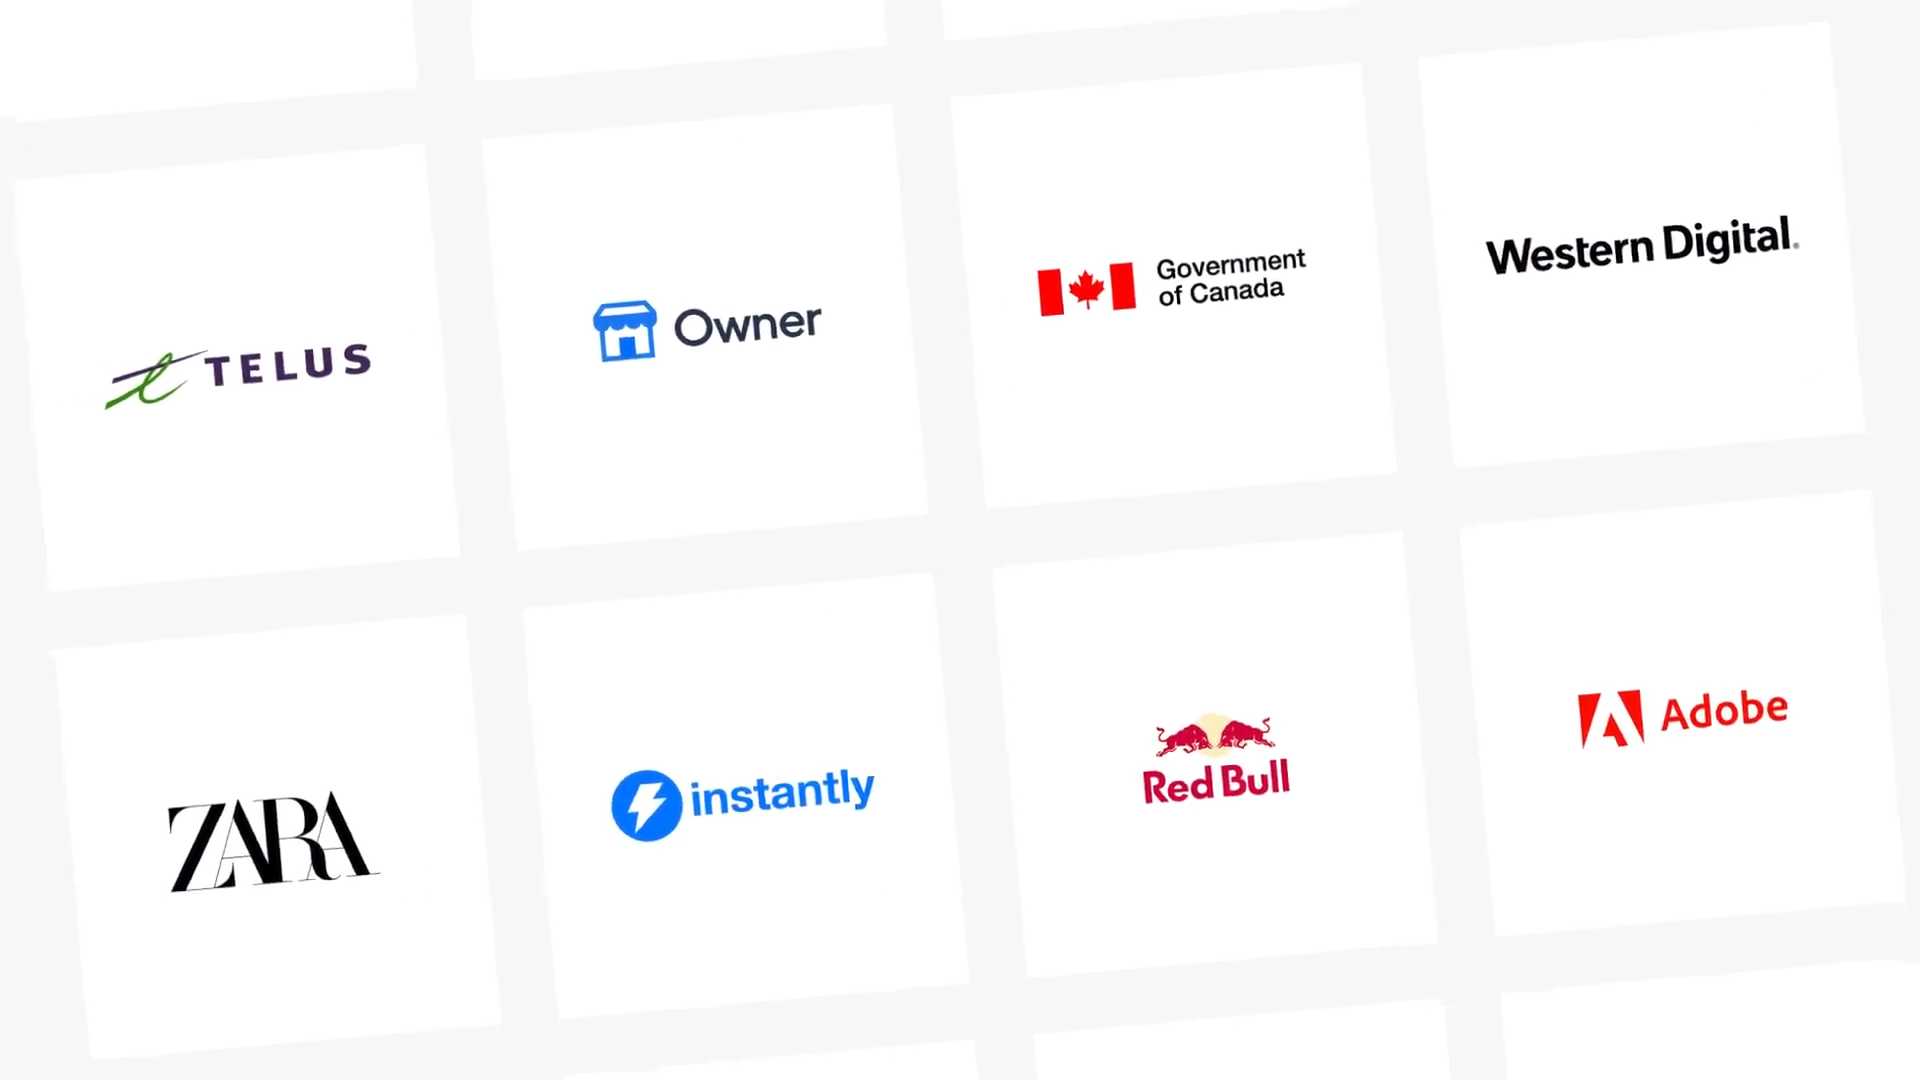 TELUS
Owner
Government
of Canada
Western Digital.
ZARA
instantly
Red Bull
Adobe